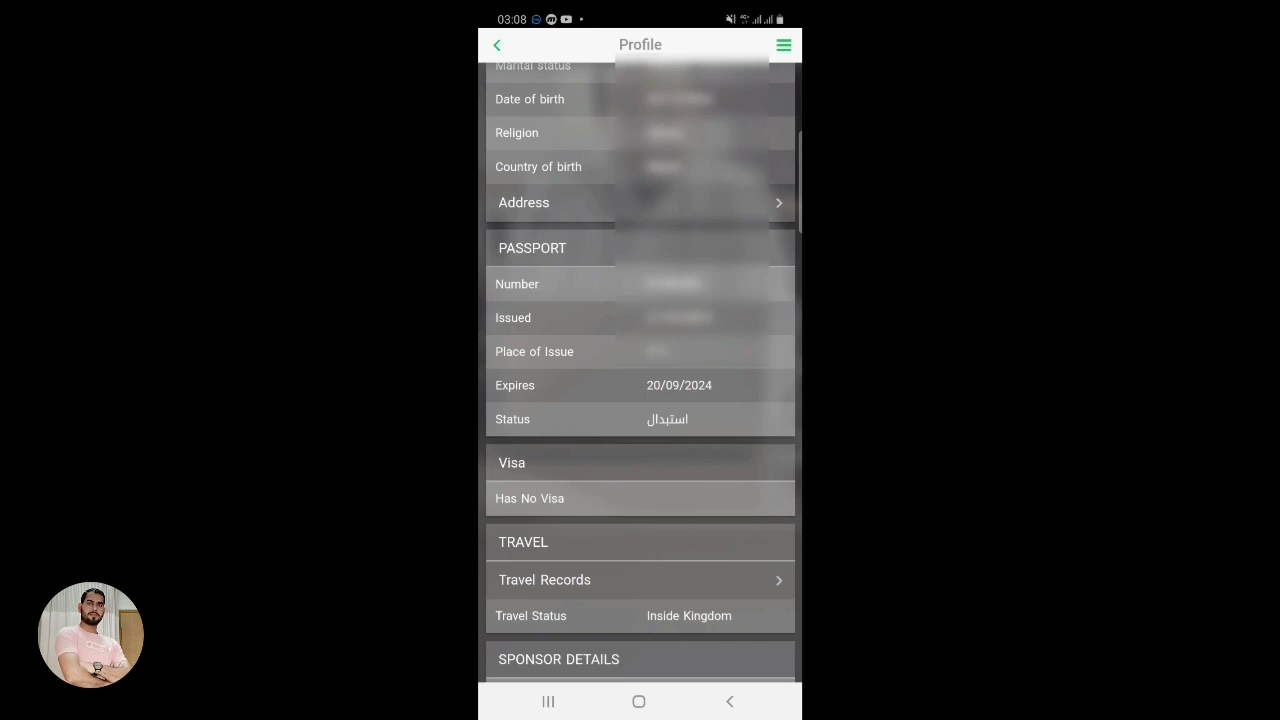 03:08
Profile
Marital status
Date of birth
Religion
Country of birth
Address
PASSPORT
Number
Issued
Place of Issue
Expires 20/09/2024
Status استبدال
Visa
Has No Visa
TRAVEL
Travel Records
Travel Status Inside Kingdom
SPONSOR DETAILS